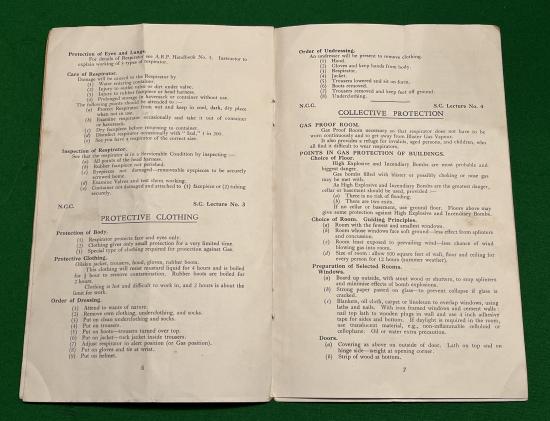 Protection of Eyes and Lungs.
For details of Respirator see A.R.P. Handbook No. 1. Instructor to
explain working of 3 types of respirator.
Care of Respirator.
Damage will be caused to the Respirator by
(1) Water entering container.
(2) Injury to outlet valve or dirt under valve.
(3) Injury to rubber facepiece or head harness.
(4) Prolonged storage in haversack or container without use.
The following points should be attended to :—
(a) Protect Respirator from wet and keep in cool, dark, dry place
when not in use.
(b) Examine respirator occasionally and take it out of container
or haversack.
(c) Dry facepiece before returning to container.
(d) Disinfect respirator occasionally with
(e) See you have a respirator of the correct size.
Inspection of Respirator.
See that the respirator is in a Serviceable Condition by inspecting :—
(a) All points of the head harness.
(b) Rubber facepiece not perished.
(c) Eyepieces not damaged—removable eyepieces to be securely
screwed home.
(d) Examine Valves and test them working.
(e) Container not damaged and attached to (1) facepiece or (2) tubing
securely.
N.C.C. S.C. Lecture No. 3
PROTECTIVE CLOTHING
Protection of Body.
(1) Respirator protects face and eyes only.
(2) Clothing gives only small protection for a very limited time.
(3) Special type of clothing required for protection against Gas.
Protective Clothing.
Oilskin jacket, trousers, hood, gloves, rubber boots.
This clothing will resist mustard liquid for 4 hours and is boiled
for 1 hour to remove contamination. Rubber boots are boiled for
2 hours.
Clothing is hot and difficult to work in, and 2 hours is about the
limit for work.
Order of Dressing.
(1) Attend to wants of nature.
(2) Remove own clothing, underclothing, and socks.
(3) Put on clean underclothing and socks.
(4) Put on trousers.
(5) Put on boots—trousers turned over top.
(6) Put on jacket—tuck jacket inside trousers.
(7) Adjust respirator in alert position (or Gas position).
(8) Put on gloves and tie at wrist.
(9) Put on helmet.
6
Order of Undressing.
An undresser will be present to remove clothing.
(1) Hood.
(2) Gloves and keep hands from body.
(3) Respirator.
(4) Jacket.
(5) Trousers lowered and sit on form.
(6) Boots removed.
(7) Trousers removed and keep feet off ground.
(8) Underclothing.
N.C.C. S.C. Lecture No. 4
COLLECTIVE PROTECTION
GAS PROOF ROOM.
Gas Proof Room necessary so that respirator does not have to be
worn continuously and to get away from Blister Gas Vapour.
It also provides a refuge for invalids, aged persons, and children, who
all find it difficult to wear respirators.
POINTS IN GAS PROTECTION OF BUILDINGS.
Choice of Floor.
High Explosive and Incendiary Bombs are most probable and
biggest danger.
Gas bombs filled with blister or possibly choking or nose gas
may be met with.
As High Explosive and Incendiary Bombs are the greatest danger,
cellar or basement should be used, provided :—
(a) There is no risk of flooding.
(b) There are two exits.
If no cellar or basement, use ground floor. Floors above may
give some protection against High Explosive and Incendiary Bombs.
Choice of Room. Guiding Principles.
(a) Room with the fewest and smallest windows.
(b) Room whose windows face soft ground—less effect from splinters
and concussion.
(c) Room least exposed to prevailing wind—less chance of wind
blowing gas into room.
(d) Size of room: allow 100 square feet of wall, floor and ceiling for
every person for 12 hours (summer weather).
Preparation of Selected Rooms.
Windows.
(a) Board up outside, with steel wool or shutters, to stop splinters
and minimise effects of bomb explosions.
(b) Strong paper pasted on glass—to prevent collapse if glass is
cracked.
(c) Blankets, oil cloth, carpet or linoleum to overlap windows, using
laths and nails. With iron framed windows and cement walls :
nail top lath to wooden plugs in wall and use 4 inch adhesive
tape for sides and bottom. If daylight is required in the room,
use translucent material, e.g., non-inflammable celluloid or
cellophane. Oil or water extra precaution.
Doors.
(a) Covering as above on outside of door. Lath on top and on
hinge side—weight at opening corner.
(b) Strip of wood at bottom.
7